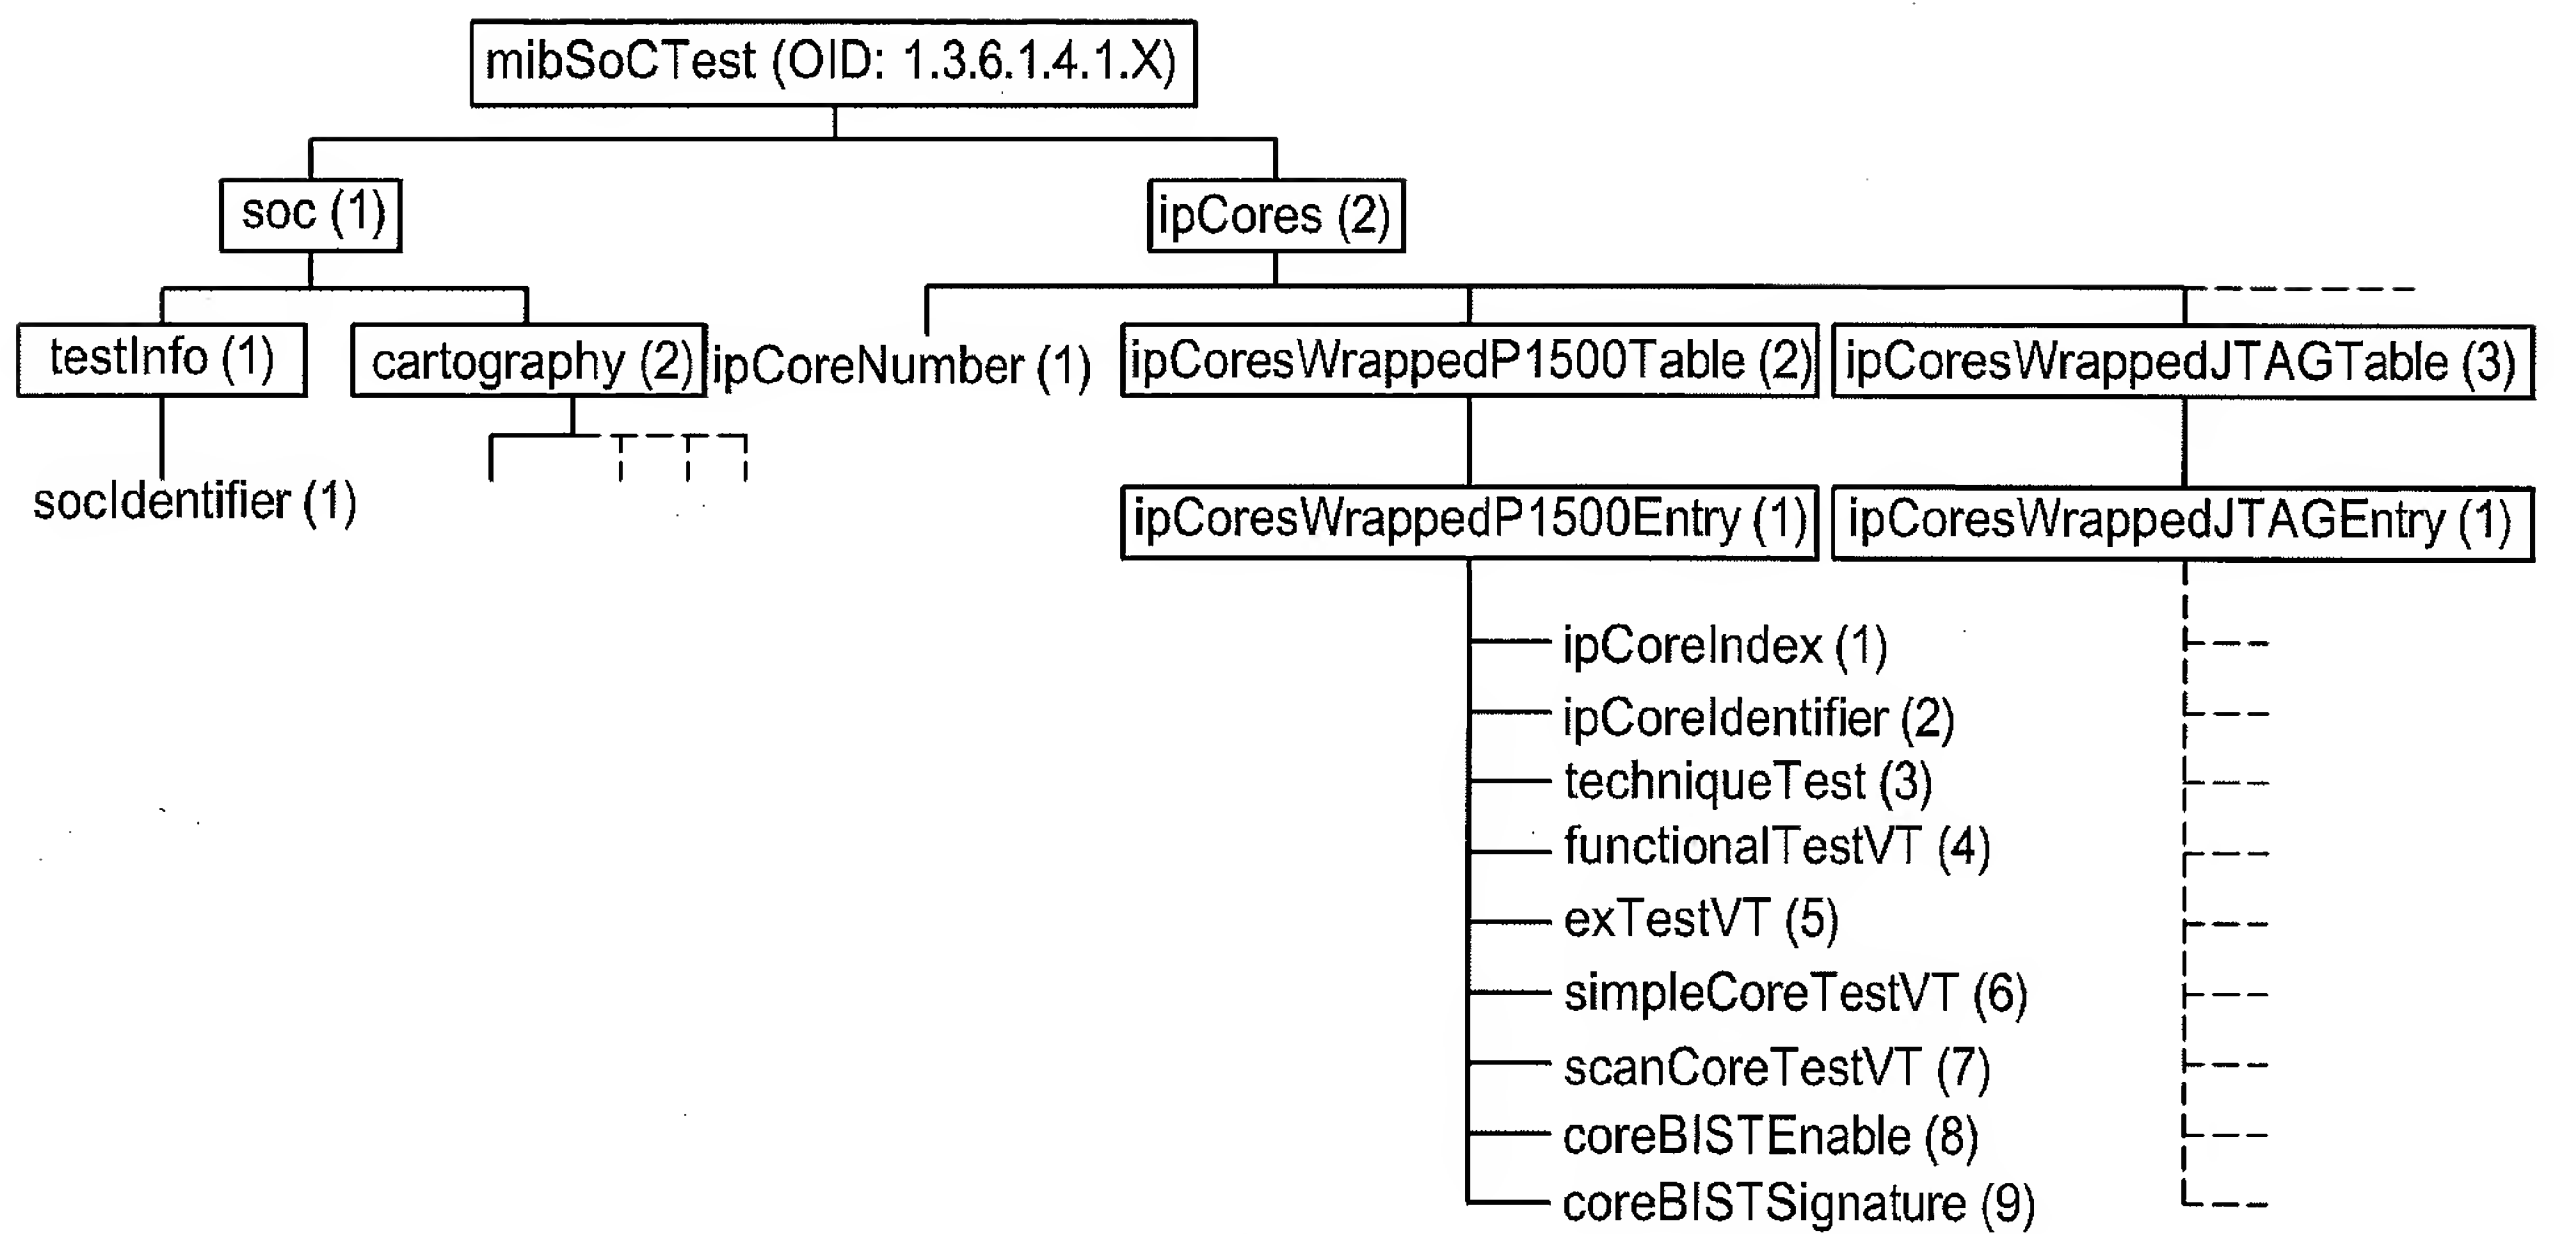 mibSoCTest (OID: 1.3.6.1.4.1.X)
soc (1)
ipCores (2)
testInfo (1)
cartography (2)
ipCoreNumber (1)
ipCoresWrappedP1500Table (2)
ipCoresWrappedJTAGTable (3)
socIdentifier (1)
ipCoresWrappedP1500Entry (1)
ipCoresWrappedJTAGEntry (1)
ipCoreIndex (1)
ipCoreIdentifier (2)
techniqueTest (3)
functionalTestVT (4)
exTestVT (5)
simpleCoreTestVT (6)
scanCoreTestVT (7)
coreBISTEnable (8)
coreBISTSignature (9)